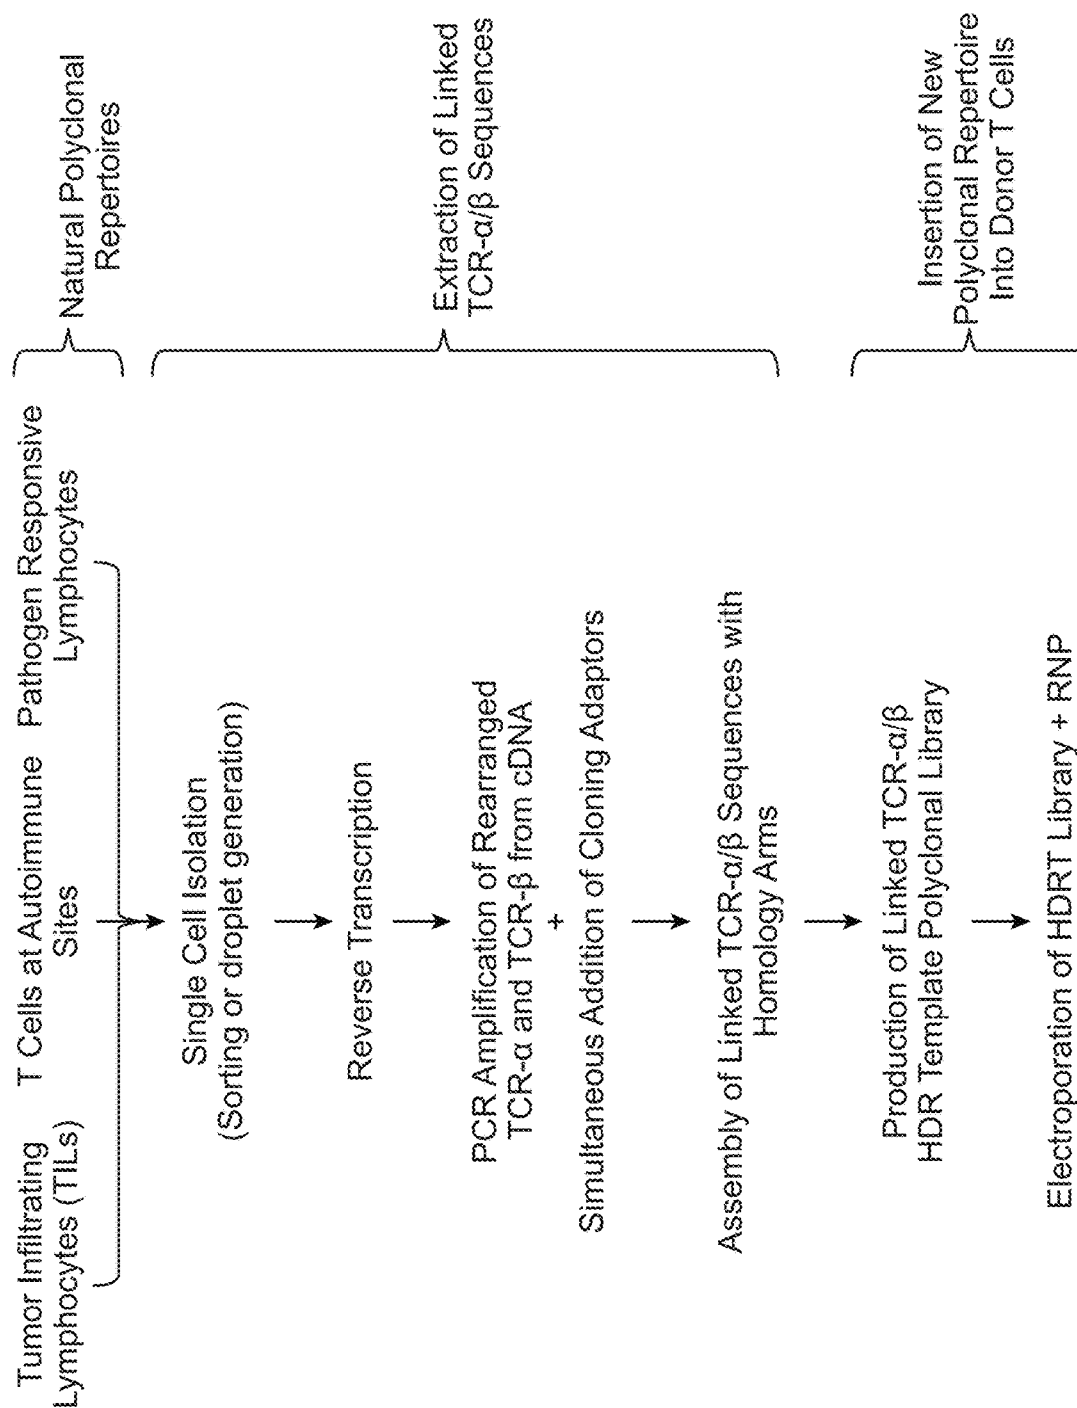 Tumor Infiltrating
Lymphocytes (TILs)
T Cells at Autoimmune
Sites
Pathogen Responsive
Lymphocytes
Natural Polyclonal
Repertoires
Single Cell Isolation
(Sorting or droplet generation)
Reverse Transcription
PCR Amplification of Rearranged
TCR-α and TCR-β from cDNA
+
Simultaneous Addition of Cloning Adaptors
Assembly of Linked TCR-α/β Sequences with
Homology Arms
Extraction of Linked
TCR-α/β Sequences
Production of Linked TCR-α/β
HDR Template Polyclonal Library
Electroporation of HDRT Library + RNP
Insertion of New
Polyclonal Repertoire
Into Donor T Cells